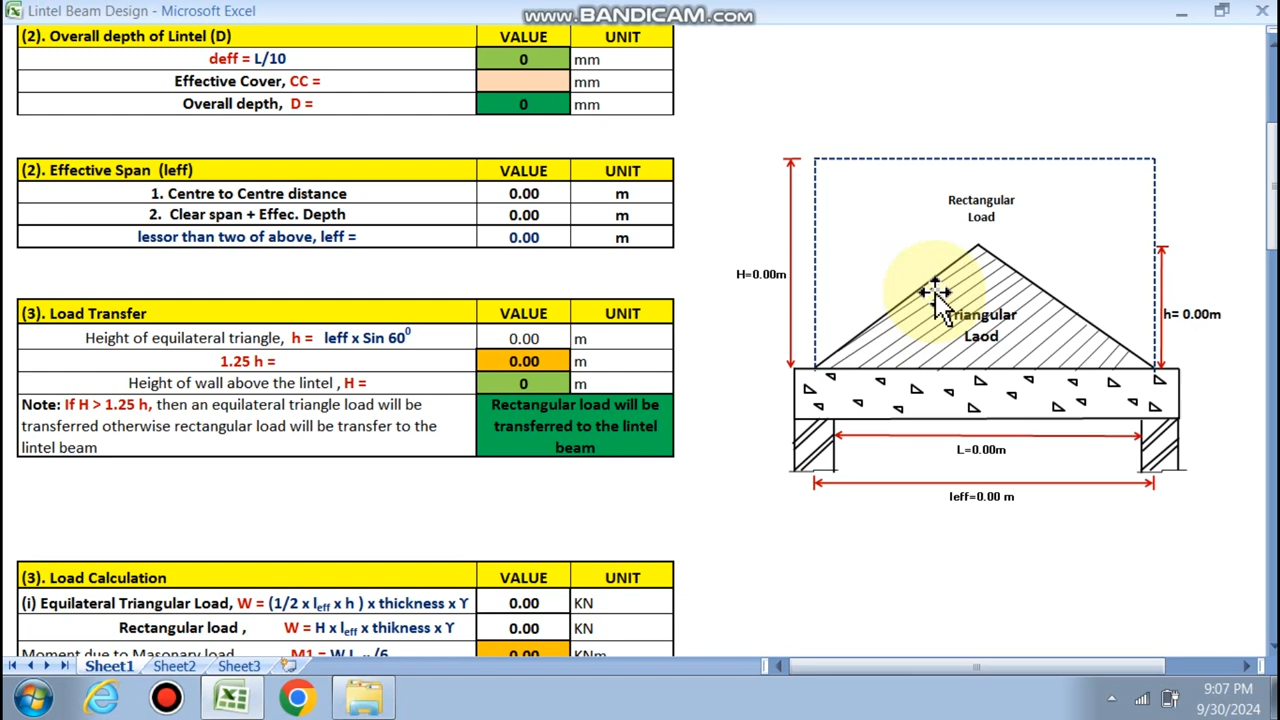 Lintel Beam Design - Microsoft Excel
www.BANDICAM.com
(2). Overall depth of Lintel (D) VALUE UNIT
deff = L/10 0 mm
Effective Cover, CC = mm
Overall depth, D = 0 mm
(2). Effective Span (leff) VALUE UNIT
1. Centre to Centre distance 0.00 m
2. Clear span + Effec. Depth 0.00 m
lessor than two of above, leff = 0.00 m
(3). Load Transfer VALUE UNIT
Height of equilateral triangle, h = leff x Sin 60⁰ 0.00 m
1.25 h = 0.00 m
Height of wall above the lintel , H = 0 m
Note: If H > 1.25 h, then an equilateral triangle load will be
transferred otherwise rectangular load will be transfer to the
lintel beam
Rectangular load will be
transferred to the lintel
beam
(3). Load Calculation VALUE UNIT
(i) Equilateral Triangular Load, W = (1/2 x leff x h ) x thickness x ϒ 0.00 KN
Rectangular load , W = H x leff x thikness x ϒ 0.00 KN
Moment due to Masonary load 0.00 KNm
Rectangular
Load
H=0.00m
Triangular
Laod
h= 0.00m
L=0.00m
leff=0.00 m
Sheet1 Sheet2 Sheet3
9:07 PM
9/30/2024